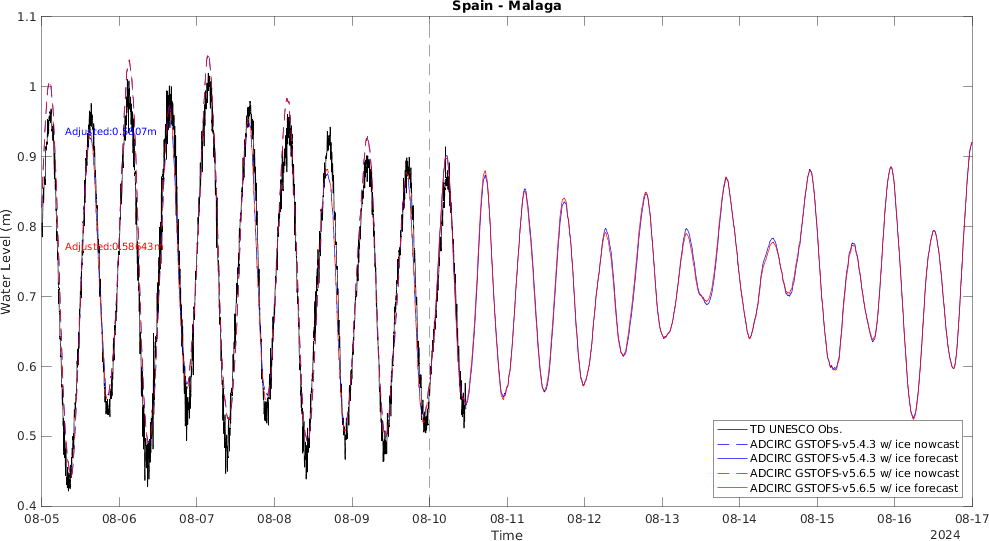 Spain - Malaga
1.1
1
0.9
0.8
0.7
0.6
0.5
0.4
Water Level (m)
Adjusted:0.5807m
Adjusted:0.58643m
TD UNESCO Obs.
ADCIRC GSTOFS-v5.4.3 w/ ice nowcast
ADCIRC GSTOFS-v5.4.3 w/ ice forecast
ADCIRC GSTOFS-v5.6.5 w/ ice nowcast
ADCIRC GSTOFS-v5.6.5 w/ ice forecast
08-05 08-06 08-07 08-08 08-09 08-10 08-11 08-12 08-13 08-14 08-15 08-16 08-17
Time
2024